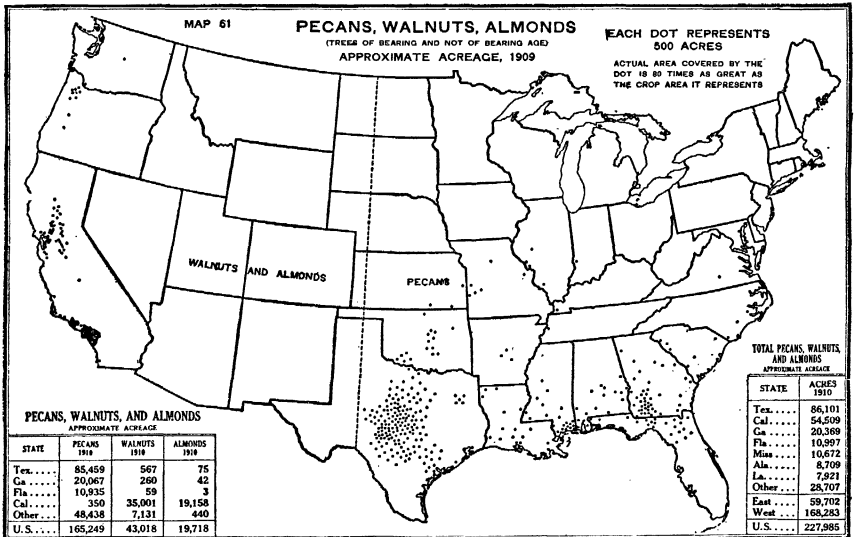 MAP 61
PECANS, WALNUTS, ALMONDS
(TREES OF BEARING AND NOT OF BEARING AGE)
APPROXIMATE ACREAGE, 1909
EACH DOT REPRESENTS
500 ACRES
ACTUAL AREA COVERED BY THE
DOT IS 80 TIMES AS GREAT AS
THE CROP AREA IT REPRESENTS
WALNUTS AND ALMONDS
PECANS
PECANS, WALNUTS, AND ALMONDS
APPROXIMATE ACREAGE
STATE PECANS 1910 WALNUTS 1910 ALMONDS 1910
Tex..... 85,459 567 75
Ga..... 20,067 260 42
Fla..... 10,935 59 3
Cal..... 350 35,001 19,158
Other... 48,438 7,131 440
U.S..... 165,249 43,018 19,718
TOTAL PECANS, WALNUTS,
AND ALMONDS
APPROXIMATE ACREAGE
STATE ACRES 1910
Tex..... 86,101
Cal..... 54,509
Ga..... 20,369
Fla..... 10,997
Miss.... 10,672
Ala..... 8,709
La..... 7,921
Other... 28,707
East.... 59,702
West... 168,283
U.S..... 227,985